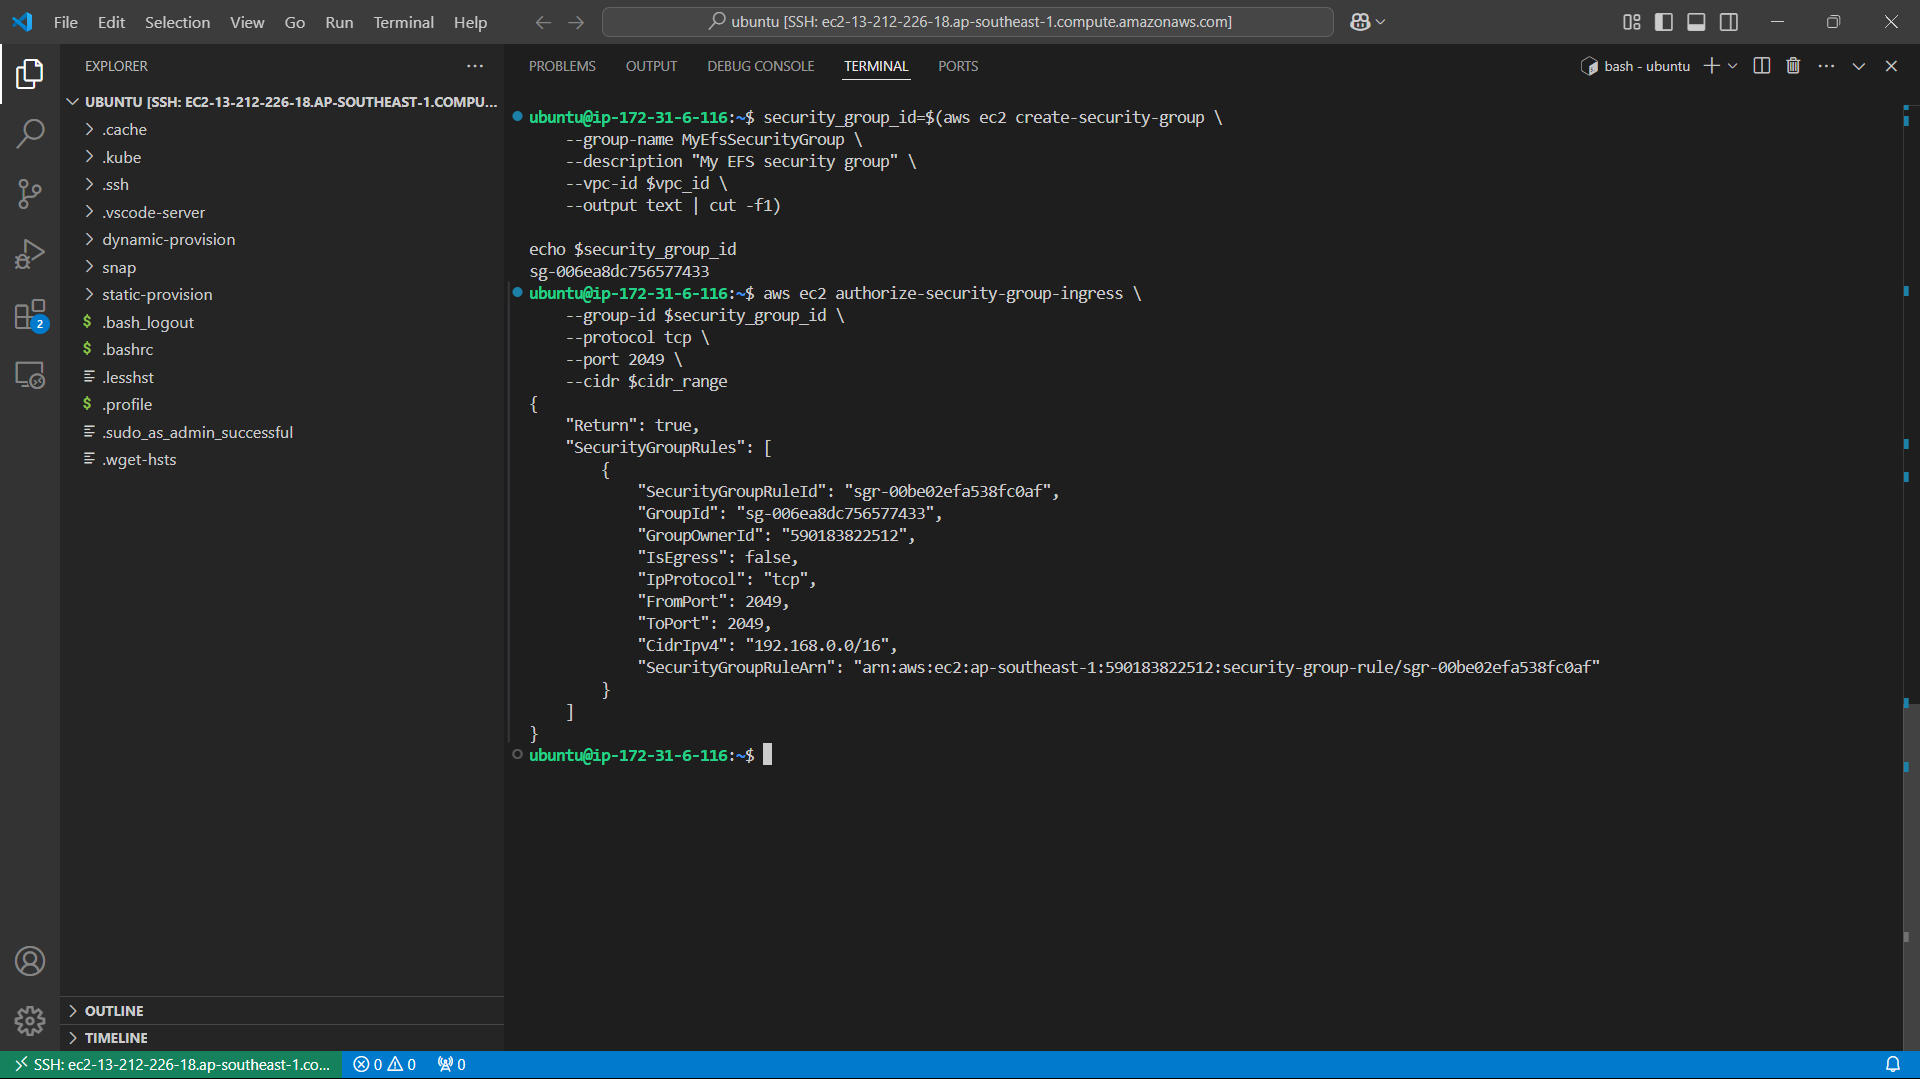 File Edit Selection View Go Run Terminal Help
ubuntu [SSH: ec2-13-212-226-18.ap-southeast-1.compute.amazonaws.com]
EXPLORER
UBUNTU [SSH: EC2-13-212-226-18.AP-SOUTHEAST-1.COMPU...
.cache
.kube
.ssh
.vscode-server
dynamic-provision
snap
static-provision
$ .bash_logout
$ .bashrc
.lesshst
$ .profile
.sudo_as_admin_successful
.wget-hsts
2
OUTLINE
TIMELINE
PROBLEMS OUTPUT DEBUG CONSOLE TERMINAL PORTS
bash - ubuntu
ubuntu@ip-172-31-6-116:~$ security_group_id=$(aws ec2 create-security-group \
    --group-name MyEfsSecurityGroup \
    --description "My EFS security group" \
    --vpc-id $vpc_id \
    --output text | cut -f1)
echo $security_group_id
sg-006ea8dc756577433
ubuntu@ip-172-31-6-116:~$ aws ec2 authorize-security-group-ingress \
    --group-id $security_group_id \
    --protocol tcp \
    --port 2049 \
    --cidr $cidr_range
{
    "Return": true,
    "SecurityGroupRules": [
        {
            "SecurityGroupRuleId": "sgr-00be02efa538fc0af",
            "GroupId": "sg-006ea8dc756577433",
            "GroupOwnerId": "590183822512",
            "IsEgress": false,
            "IpProtocol": "tcp",
            "FromPort": 2049,
            "ToPort": 2049,
            "CidrIpv4": "192.168.0.0/16",
            "SecurityGroupRuleArn": "arn:aws:ec2:ap-southeast-1:590183822512:security-group-rule/sgr-00be02efa538fc0af"
        }
    ]
}
ubuntu@ip-172-31-6-116:~$
SSH: ec2-13-212-226-18.ap-southeast-1.co... 0 0 0